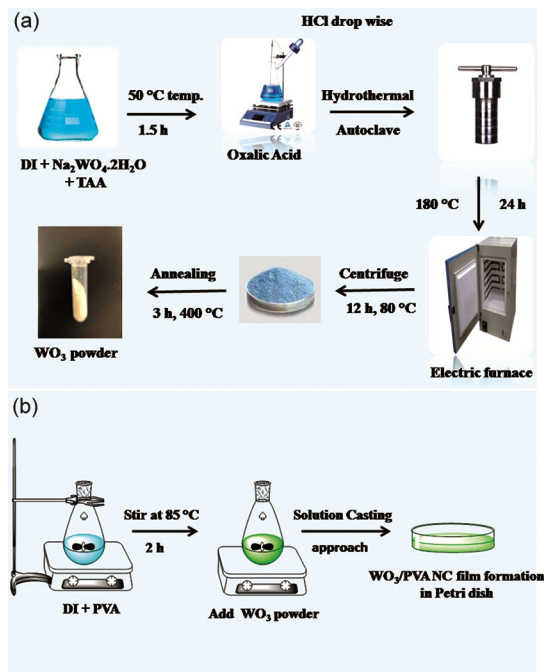 (a)
HCl drop wise
50 °C temp.
1.5 h
Hydrothermal
Autoclave
Oxalic Acid
DI + Na₂WO₄.2H₂O
+ TAA
180 °C
24 h
Annealing
3 h, 400 °C
Centrifuge
12 h, 80 °C
WO₃ powder
Electric furnace
(b)
Stir at 85 °C
2 h
Solution Casting
approach
DI + PVA
Add WO₃ powder
WO₃/PVA NC film formation
in Petri dish